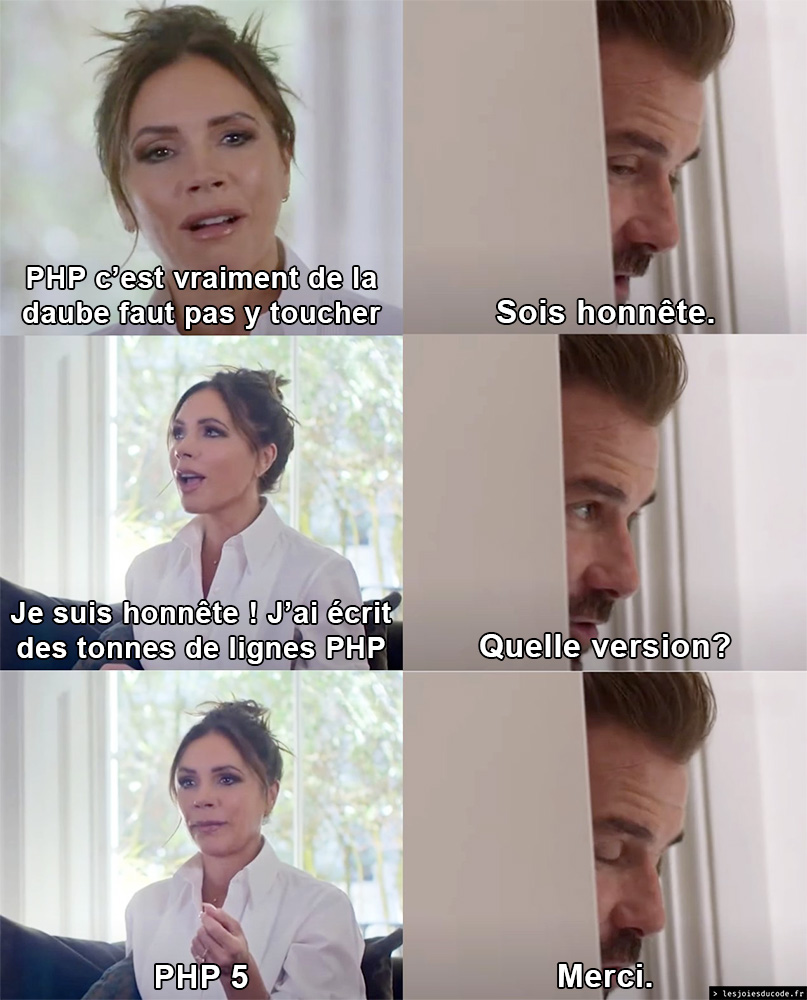 PHP c'est vraiment de la
daube faut pas y toucher
Sois honnête.
Je suis honnête ! J'ai écrit
des tonnes de lignes PHP
Quelle version?
PHP 5
Merci.
> lesjoiesducode.fr